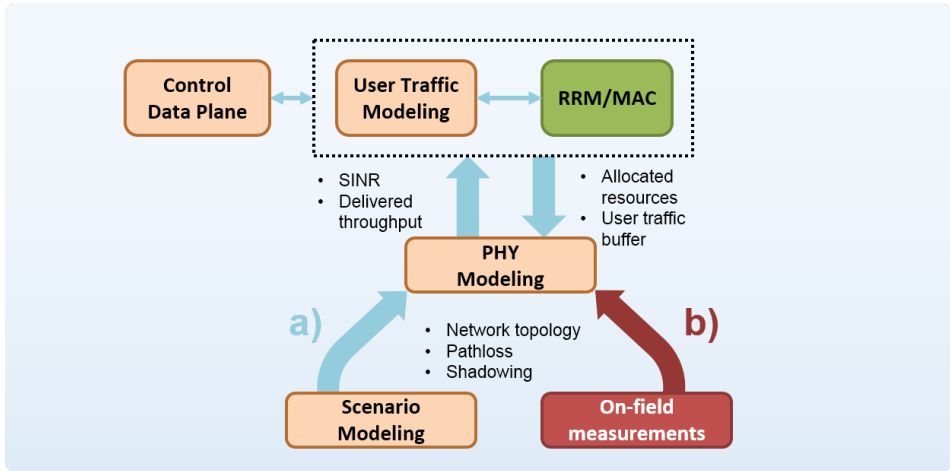 Control
Data Plane
User Traffic
Modeling
RRM/MAC
• SINR
• Delivered
throughput
• Allocated
resources
• User traffic
buffer
PHY
Modeling
a)
b)
• Network topology
• Pathloss
• Shadowing
Scenario
Modeling
On-field
measurements